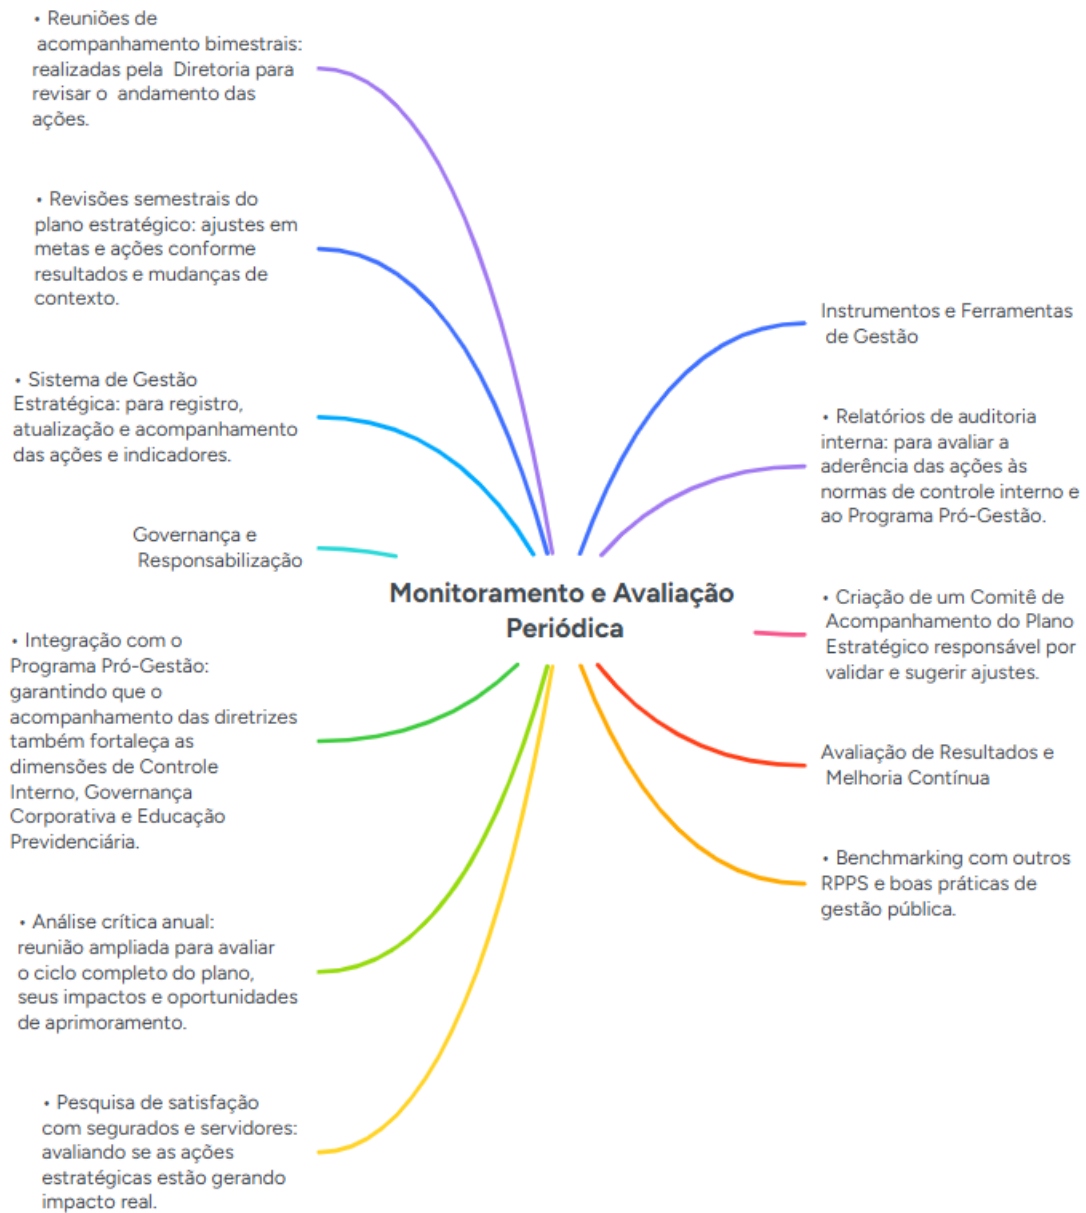 • Reuniões de
acompanhamento bimestrais:
realizadas pela Diretoria para
revisar o andamento das
ações.
• Revisões semestrais do
plano estratégico: ajustes em
metas e ações conforme
resultados e mudanças de
contexto.
• Sistema de Gestão
Estratégica: para registro,
atualização e acompanhamento
das ações e indicadores.
Governança e
Responsabilização
• Integração com o
Programa Pró-Gestão:
garantindo que o
acompanhamento das diretrizes
também fortaleça as
dimensões de Controle
Interno, Governança
Corporativa e Educação
Previdenciária.
• Análise crítica anual:
reunião ampliada para avaliar
o ciclo completo do plano,
seus impactos e oportunidades
de aprimoramento.
• Pesquisa de satisfação
com segurados e servidores:
avaliando se as ações
estratégicas estão gerando
impacto real.
Monitoramento e Avaliação
Periódica
Instrumentos e Ferramentas
de Gestão
• Relatórios de auditoria
interna: para avaliar a
aderência das ações às
normas de controle interno e
ao Programa Pró-Gestão.
• Criação de um Comitê de
Acompanhamento do Plano
Estratégico responsável por
validar e sugerir ajustes.
Avaliação de Resultados e
Melhoria Contínua
• Benchmarking com outros
RPPS e boas práticas de
gestão pública.